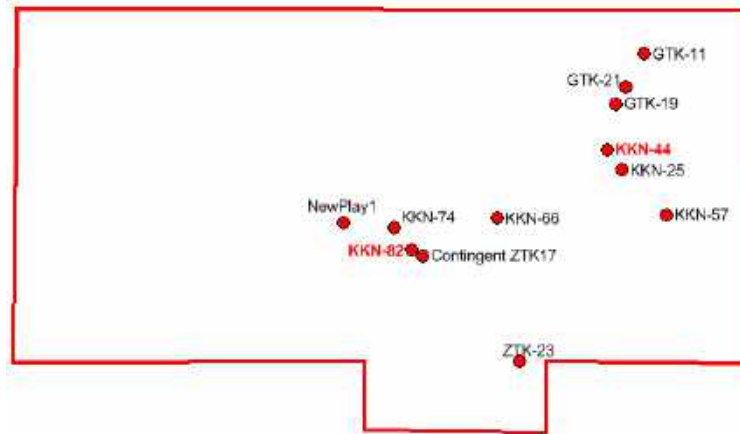 GTK-11
GTK-21
GTK-19
KKN-44
KKN-25
NewPlay1
KKN-74
KKN-66
KKN-57
KKN-82
Contingent ZTK17
ZTK-23